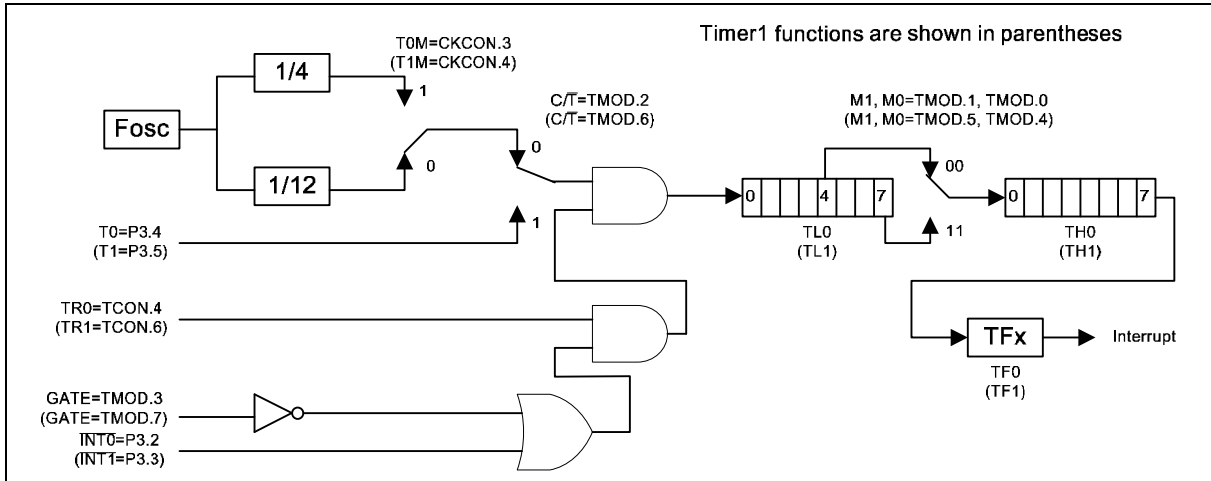 Timer1 functions are shown in parentheses
T0M=CKCON.3
(T1M=CKCON.4)
1/4
1
C/T̅=TMOD.2
(C/T̅=TMOD.6)
M1, M0=TMOD.1, TMOD.0
(M1, M0=TMOD.5, TMOD.4)
Fosc
0
00
1/12
0
0
4
7
0
7
T0=P3.4
(T1=P3.5)
1
11
TL0
(TL1)
TH0
(TH1)
TR0=TCON.4
(TR1=TCON.6)
TFx
Interrupt
TF0
(TF1)
GATE=TMOD.3
(GATE=TMOD.7)
I̅N̅T̅0̅=P3.2
(I̅N̅T̅1̅=P3.3)